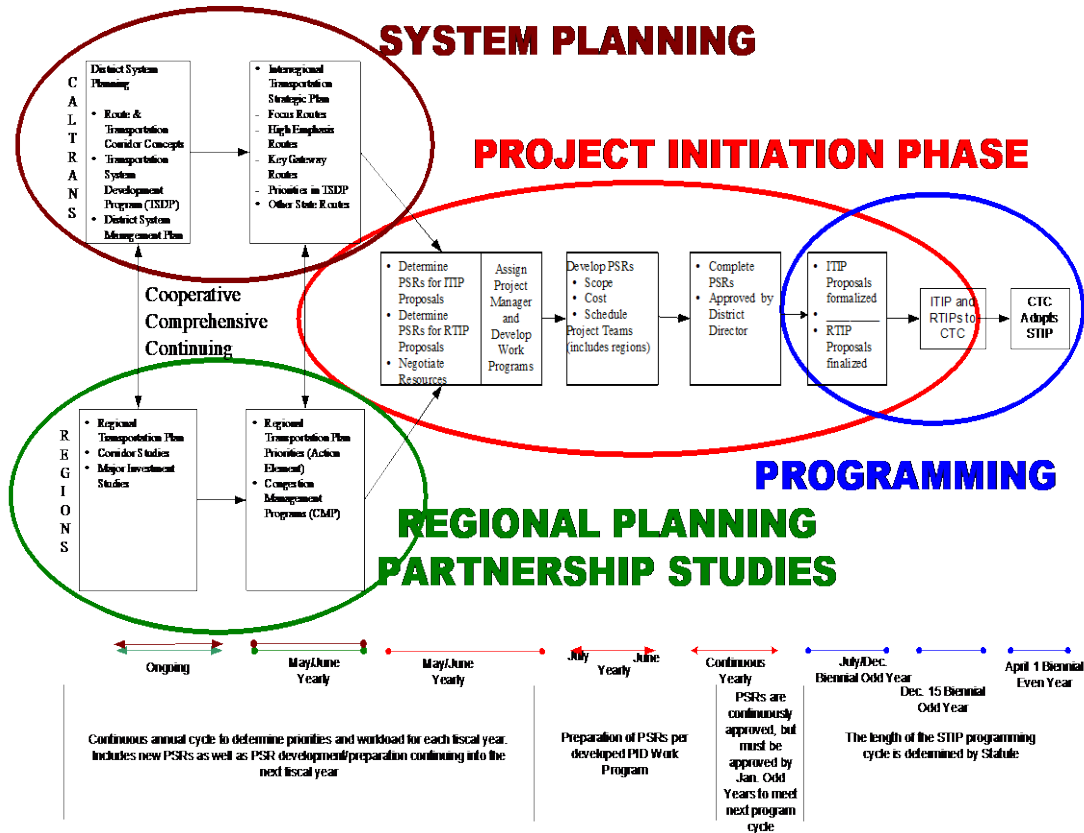 SYSTEM PLANNING
CALTRANS
District System
Planning
• Route &
Transportation
Corridor Concepts
• Transportation
System
Development
Program (TSDP)
• District System
Management Plan
• Interregional
Transportation
Strategic Plan
- Focus Routes
- High Emphasis
Routes
- Key Gateway
Routes
- Priorities in TSDP
• Other State Routes
PROJECT INITIATION PHASE
Cooperative
Comprehensive
Continuing
• Determine
PSRs for ITIP
Proposals
• Determine
PSRs for RTIP
Proposals
• Negotiate
Resources
Assign
Project
Manager
and
Develop
Work
Programs
Develop PSRs
• Scope
• Cost
• Schedule
Project Teams
(includes regions)
• Complete
PSRs
• Approved by
District
Director
• ITIP
Proposals
formalized
• ________
• RTIP
Proposals
finalized
ITIP and
RTIPs to
CTC
CTC
Adopts
STIP
PROGRAMMING
REGIONS
• Regional
Transportation Plan
• Corridor Studies
• Major Investment
Studies
• Regional
Transportation Plan
Priorities (Action
Element)
• Congestion
Management
Programs (CMP)
REGIONAL PLANNING
PARTNERSHIP STUDIES
Ongoing
May/June
Yearly
May/June
Yearly
July June
Yearly
Continuous
Yearly
July/Dec.
Biennial Odd Year
Dec. 15 Biennial
Odd Year
April 1 Biennial
Even Year
Continuous annual cycle to determine priorities and workload for each fiscal year.
Includes new PSRs as well as PSR development/preparation continuing into the
next fiscal year
Preparation of PSRs per
developed PID Work
Program
PSRs are
continuously
approved, but
must be
approved by
Jan. Odd
Years to meet
next program
cycle
The length of the STIP programming
cycle is determined by Statute